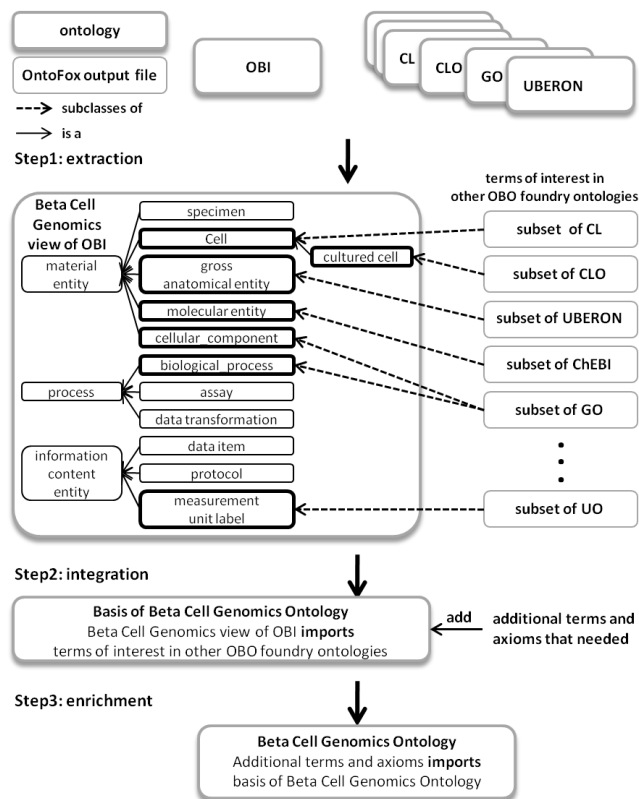 ontology
OntoFox output file
subclasses of
is a
OBI
CL
CLO
GO
UBERON
Step1: extraction
terms of interest in
other OBO foundry ontologies
Beta Cell
Genomics
view of OBI
specimen
Cell
cultured cell
gross
anatomical entity
molecular entity
cellular_component
biological_process
assay
data transformation
data item
protocol
measurement
unit label
material
entity
process
information
content
entity
subset of CL
subset of CLO
subset of UBERON
subset of ChEBI
subset of GO
subset of UO
Step2: integration
Basis of Beta Cell Genomics Ontology
Beta Cell Genomics view of OBI imports
terms of interest in other OBO foundry ontologies
add
additional terms and
axioms that needed
Step3: enrichment
Beta Cell Genomics Ontology
Additional terms and axioms imports
basis of Beta Cell Genomics Ontology